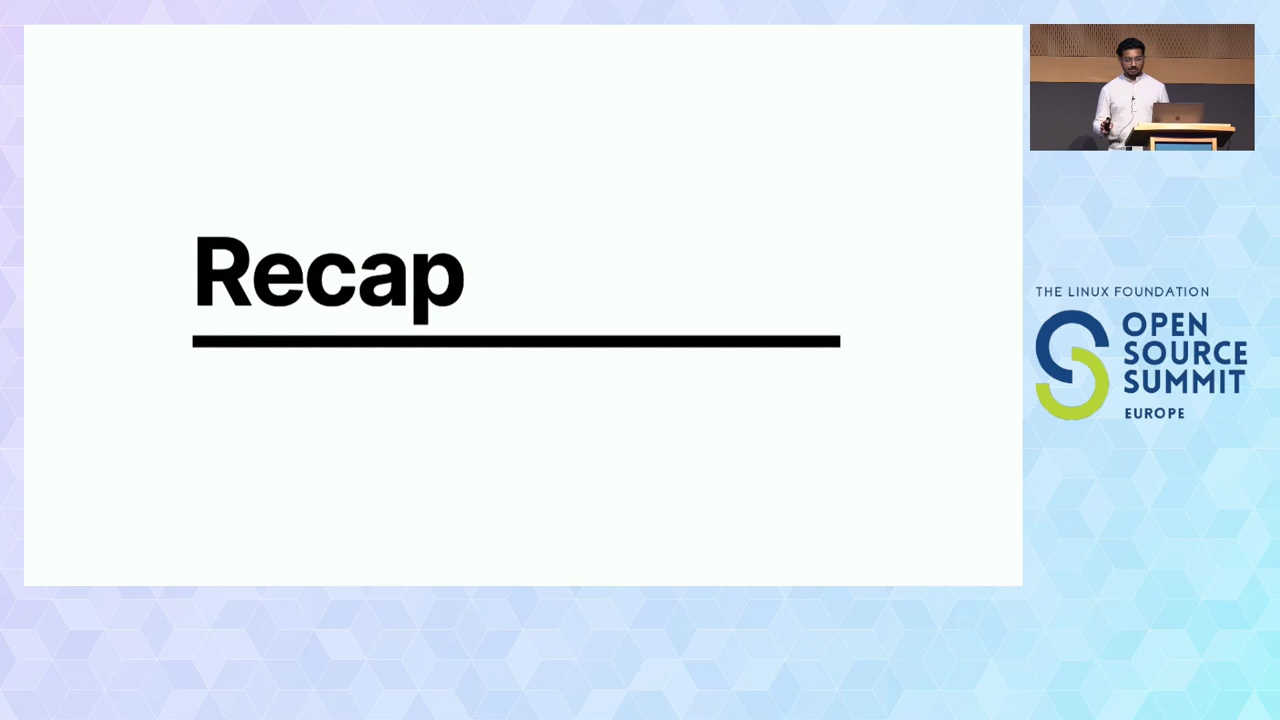 Recap
THE LINUX FOUNDATION
OPEN
SOURCE
SUMMIT
EUROPE